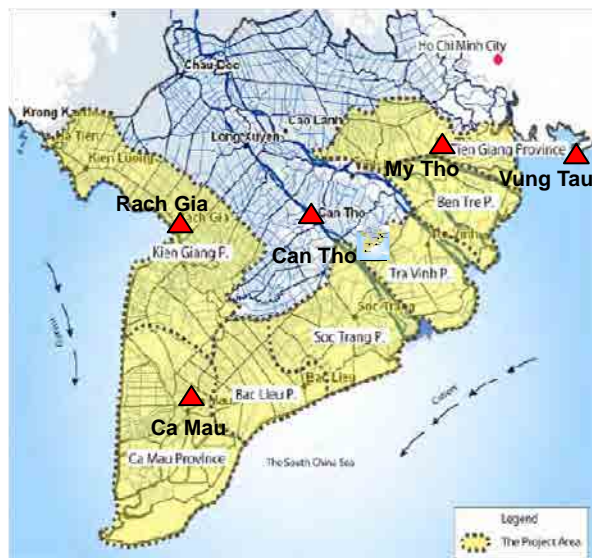 Ho Chi Minh City
Chau Doc
Cao Lanh
Long Xuyen
Ha Tien
Kien Luong
Tien Giang Province
My Tho
Vung Tau
Rach Gia
Rach Gia
Ben Tre P.
Can Tho
Can Tho
Kien Giang P.
Tra Vinh P.
Soc Trang
Soc Trang P.
Bac Lieu
Bac Lieu P.
Mau
Ca Mau
Ca Mau Province
The South China Sea
Legend
The Project Area